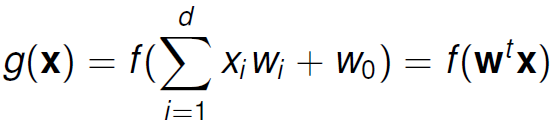 g(x) = f(∑_{i=1}^{d} x_i w_i + w_0) = f(w^t x)